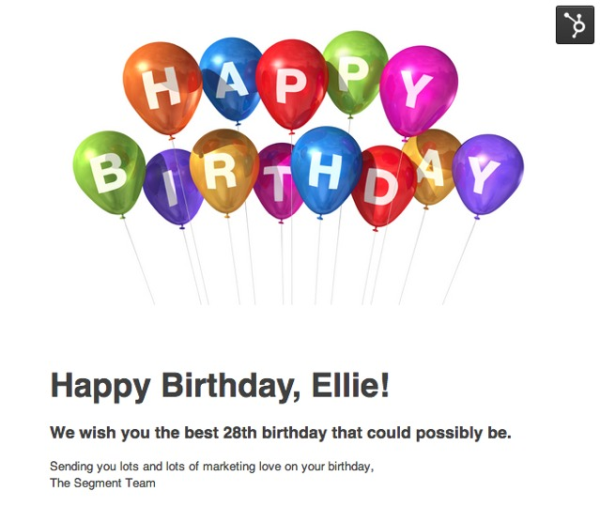 HAPPY
BIRTHDAY
Happy Birthday, Ellie!
We wish you the best 28th birthday that could possibly be.
Sending you lots and lots of marketing love on your birthday,
The Segment Team